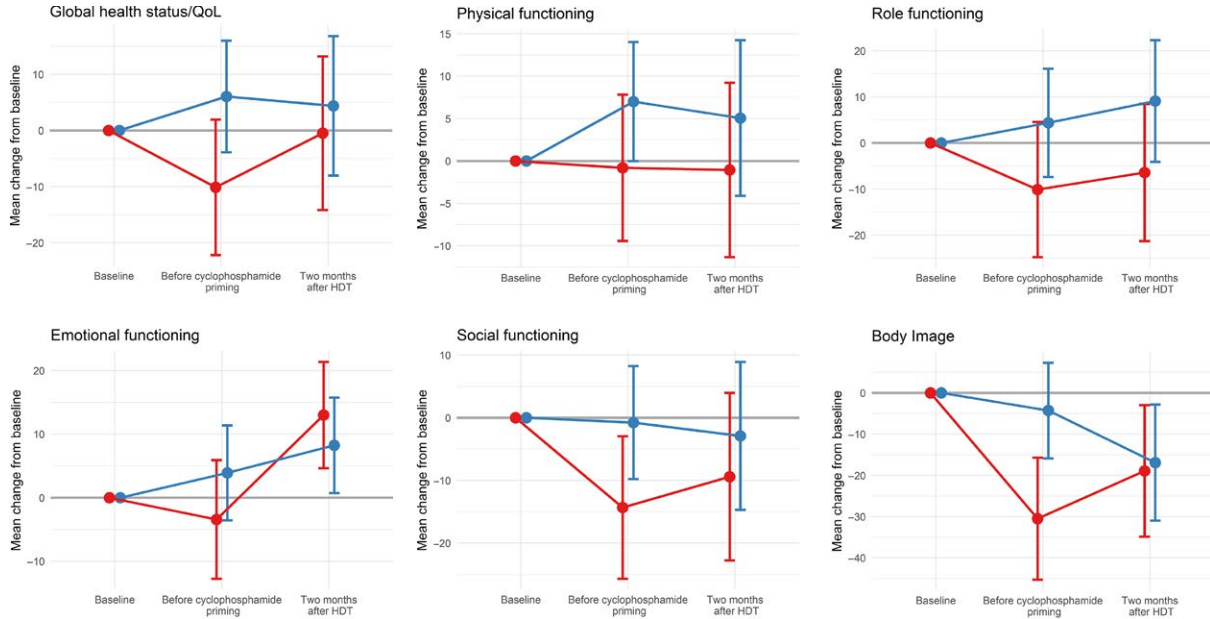 Global health status/QoL
Mean change from baseline
10
0
−10
−20
Baseline
Before cyclophosphamide
priming
Two months
after HDT
Physical functioning
Mean change from baseline
15
10
5
0
−5
−10
Baseline
Before cyclophosphamide
priming
Two months
after HDT
Role functioning
Mean change from baseline
20
10
0
−10
−20
Baseline
Before cyclophosphamide
priming
Two months
after HDT
Emotional functioning
Mean change from baseline
20
10
0
−10
Baseline
Before cyclophosphamide
priming
Two months
after HDT
Social functioning
Mean change from baseline
10
0
−10
−20
Baseline
Before cyclophosphamide
priming
Two months
after HDT
Body Image
Mean change from baseline
0
−10
−20
−30
−40
Baseline
Before cyclophosphamide
priming
Two months
after HDT